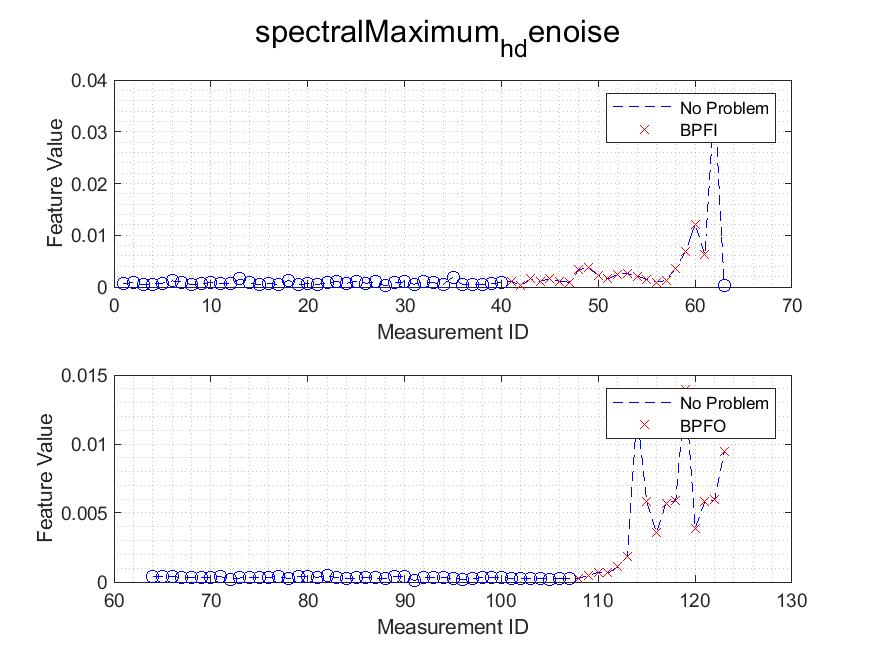 spectralMaximum_hdenoise
0.04
0.03
0.02
0.01
0
Feature Value
No Problem
BPFI
0 10 20 30 40 50 60 70
Measurement ID
0.015
0.01
0.005
0
Feature Value
No Problem
BPFO
60 70 80 90 100 110 120 130
Measurement ID